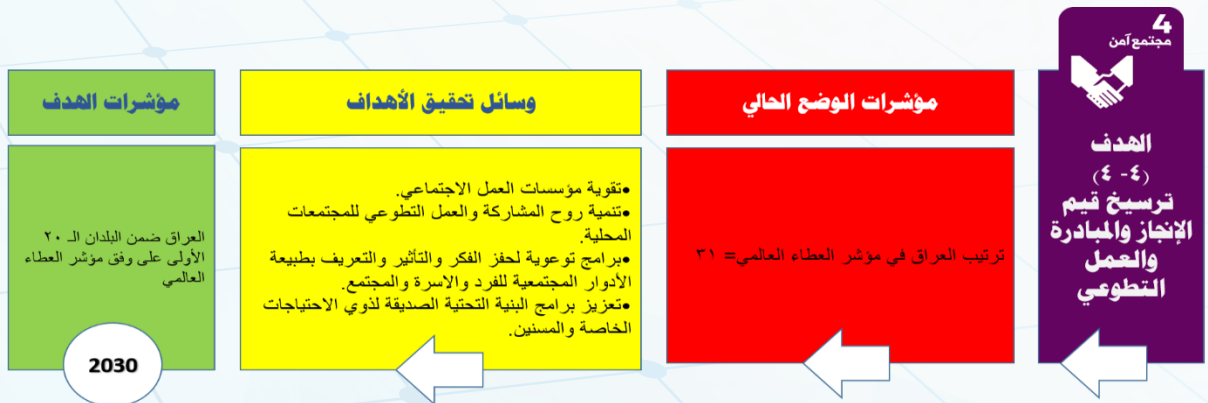 4
مجتمع آمن
الهدف
(٤- ٤)
ترسيخ قيم
الإنجاز والمبادرة
والعمل
التطوعي
مؤشرات الوضع الحالي
ترتيب العراق في مؤشر العطاء العالمي= ٣١
وسائل تحقيق الأهداف
•تقوية مؤسسات العمل الاجتماعي.
•تنمية روح المشاركة والعمل التطوعي للمجتمعات
المحلية.
•برامج توعوية لحفز الفكر والتأثير والتعريف بطبيعة
الأدوار المجتمعية للفرد والاسرة والمجتمع.
•تعزيز برامج البنية التحتية الصديقة لذوي الاحتياجات
الخاصة والمسنين.
مؤشرات الهدف
العراق ضمن البلدان الـ ٢٠
الأولى على وفق مؤشر العطاء
العالمي
2030